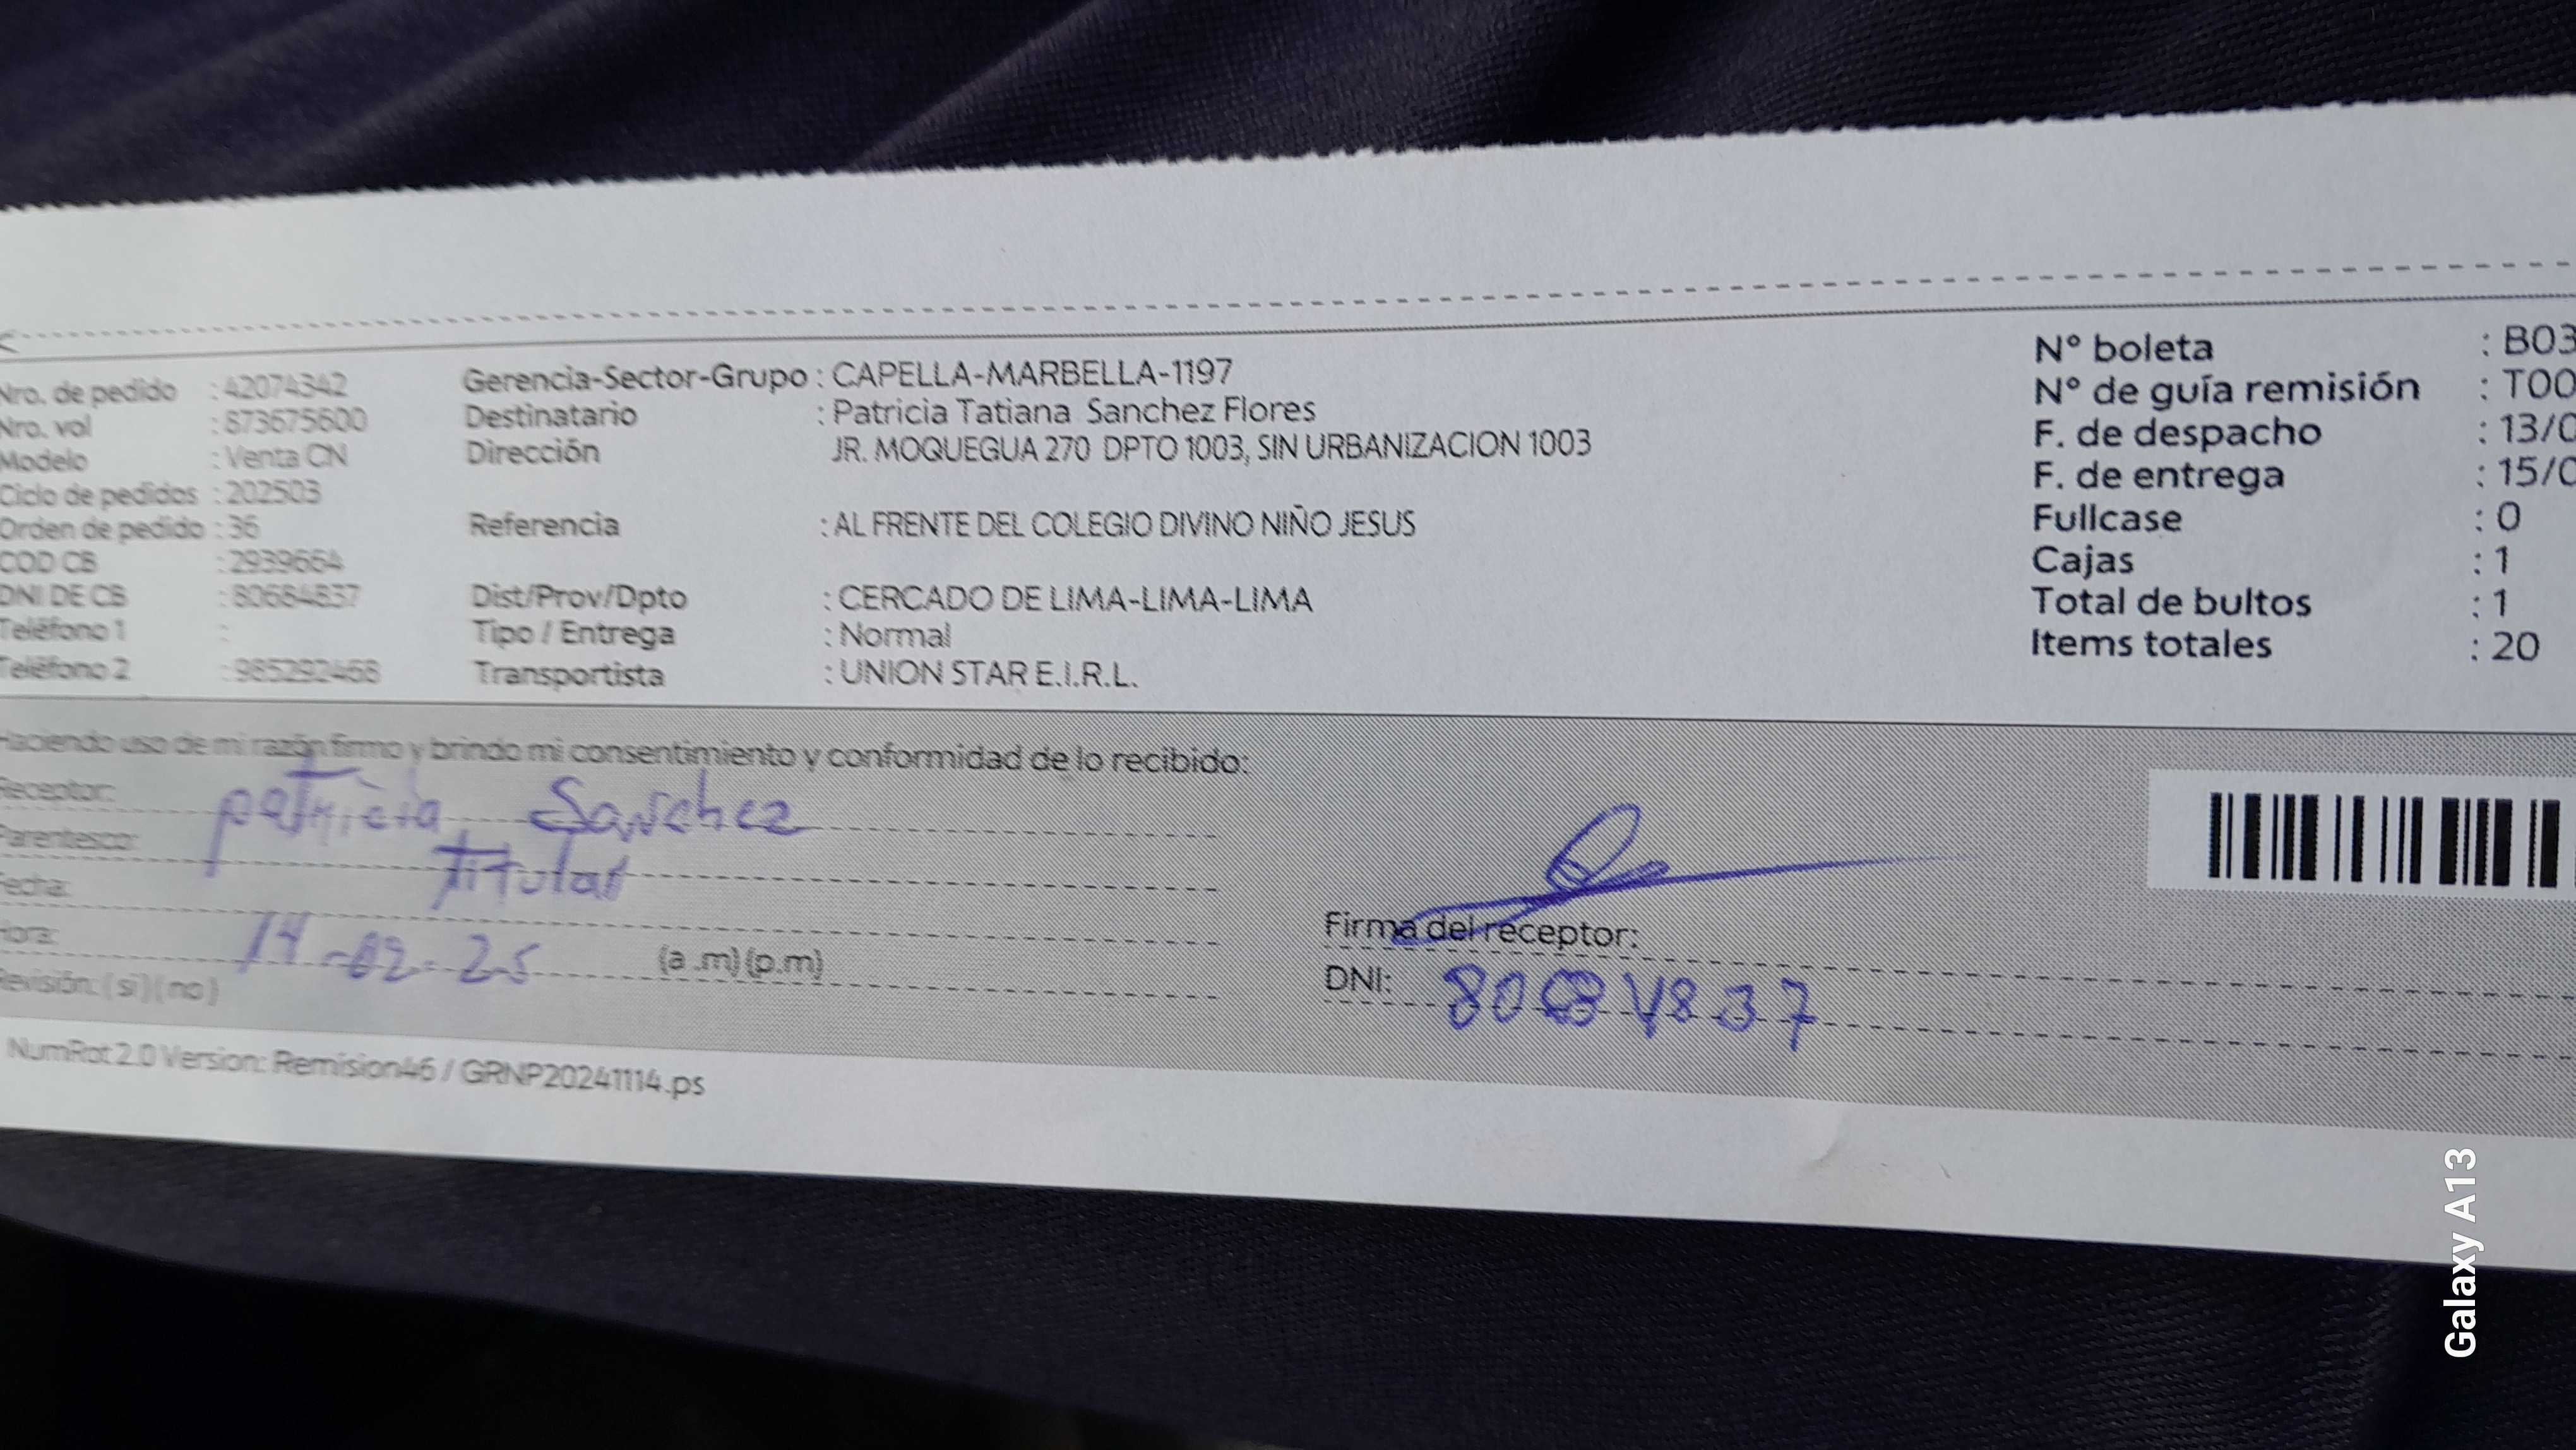 Nro. de pedido : 42074342
Nro. vol : 873675600
Modelo : Venta CN
Ciclo de pedidos : 202503
Orden de pedido : 36
COD CB : 2939664
DNI DE CB : 80684837
Teléfono 1 :
Teléfono 2 : 985292468
Gerencia-Sector-Grupo : CAPELLA-MARBELLA-1197
Destinatario : Patricia Tatiana Sanchez Flores
Dirección JR. MOQUEGUA 270 DPTO 1003, SIN URBANIZACION 1003
Referencia : AL FRENTE DEL COLEGIO DIVINO NIÑO JESUS
Dist/Prov/Dpto : CERCADO DE LIMA-LIMA-LIMA
Tipo / Entrega : Normal
Transportista : UNION STAR E.I.R.L.
N° boleta : B03
N° de guía remisión : T00
F. de despacho : 13/0
F. de entrega : 15/0
Fullcase : 0
Cajas : 1
Total de bultos : 1
Items totales : 20
Haciendo uso de mi razón firmo y brindo mi consentimiento y conformidad de lo recibido:
Receptor: patricia Sanchez
Parentesco: titular
Fecha:
Hora: 14-02-25 (a.m)(p.m)
Revisión: (si)(no)
Firma del receptor:
DNI: 80684837
NumRot 2.0 Version: Remision46 / GRNP20241114.ps
Galaxy A13